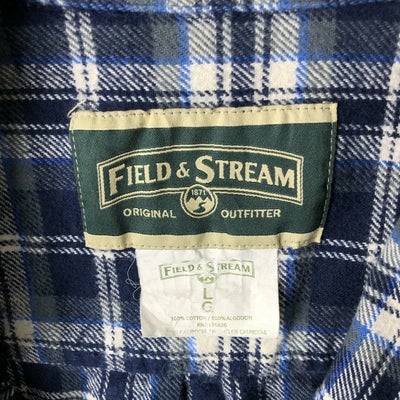 FIELD & STREAM
1871
ORIGINAL OUTFITTER
FIELD & STREAM
L
G
100% COTTON / 100% ALGODON